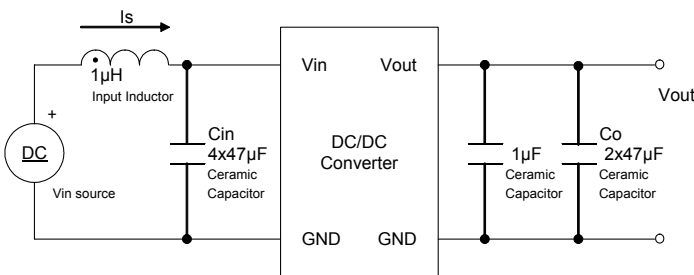 Is
1µH
Input Inductor
+
DC
Vin source
Cin
4x47µF
Ceramic
Capacitor
Vin
Vout
DC/DC
Converter
GND
GND
1µF
Ceramic
Capacitor
Co
2x47µF
Ceramic
Capacitor
Vout